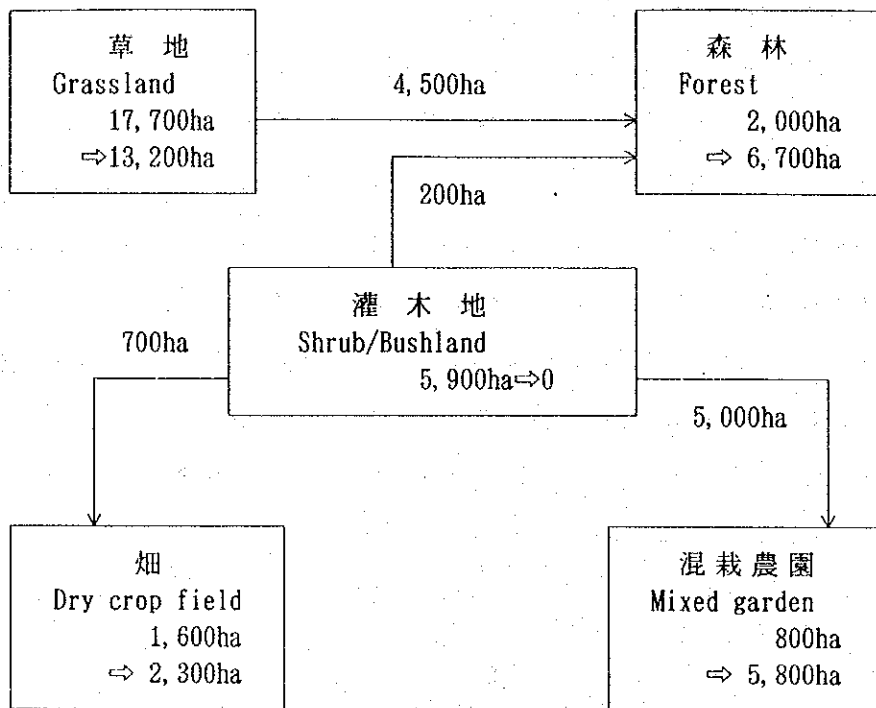 草地
Grassland
17,700ha
⇨13,200ha
4,500ha
森林
Forest
2,000ha
⇨ 6,700ha
200ha
灌木地
Shrub/Bushland
5,900ha⇨0
700ha
5,000ha
畑
Dry crop field
1,600ha
⇨ 2,300ha
混栽農園
Mixed garden
800ha
⇨ 5,800ha